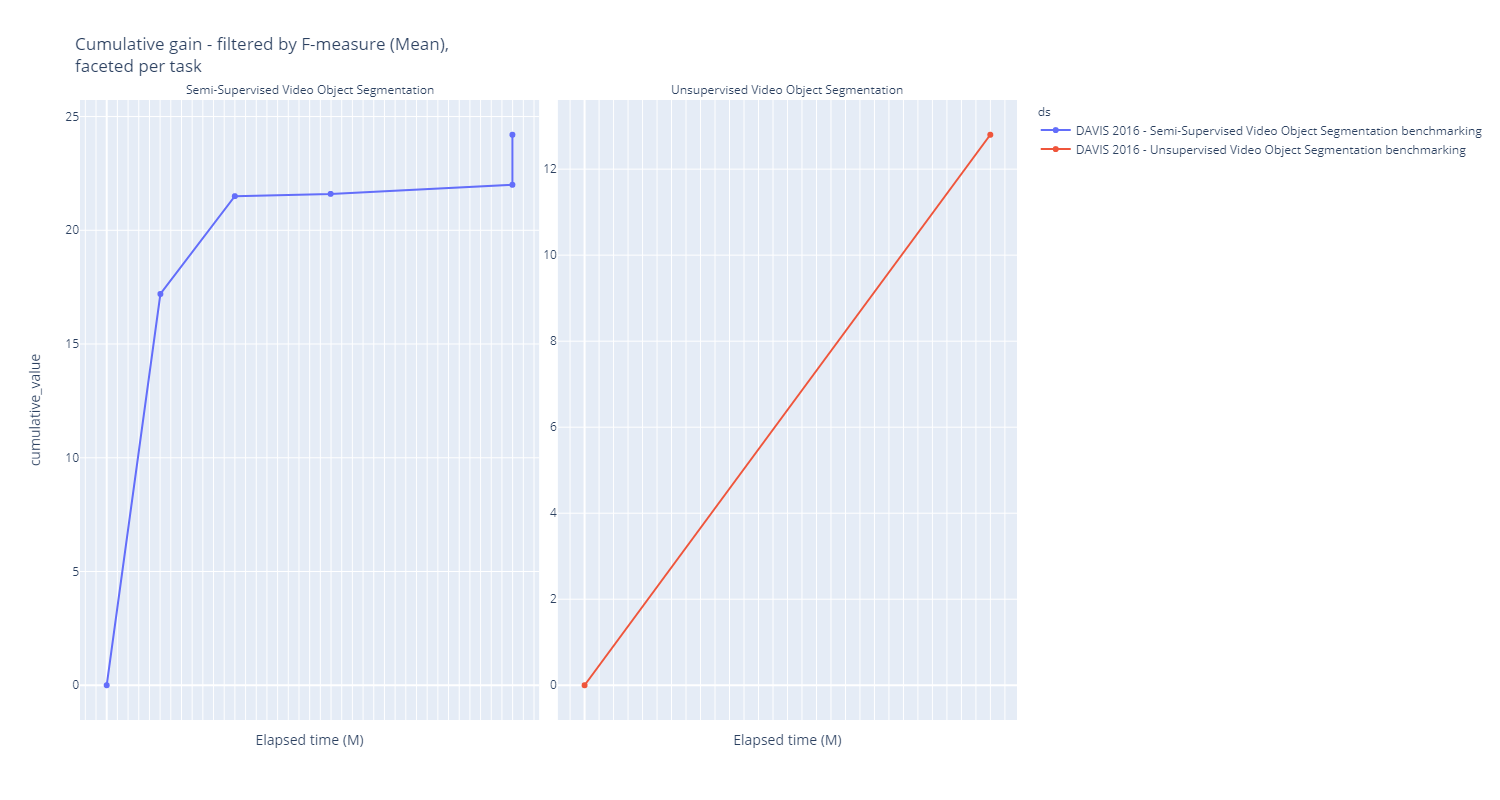 Cumulative gain - filtered by F-measure (Mean),
faceted per task
Semi-Supervised Video Object Segmentation
Unsupervised Video Object Segmentation
cumulative_value
25
20
15
10
5
0
12
10
8
6
4
2
0
Elapsed time (M)
Elapsed time (M)
ds
DAVIS 2016 - Semi-Supervised Video Object Segmentation benchmarking
DAVIS 2016 - Unsupervised Video Object Segmentation benchmarking